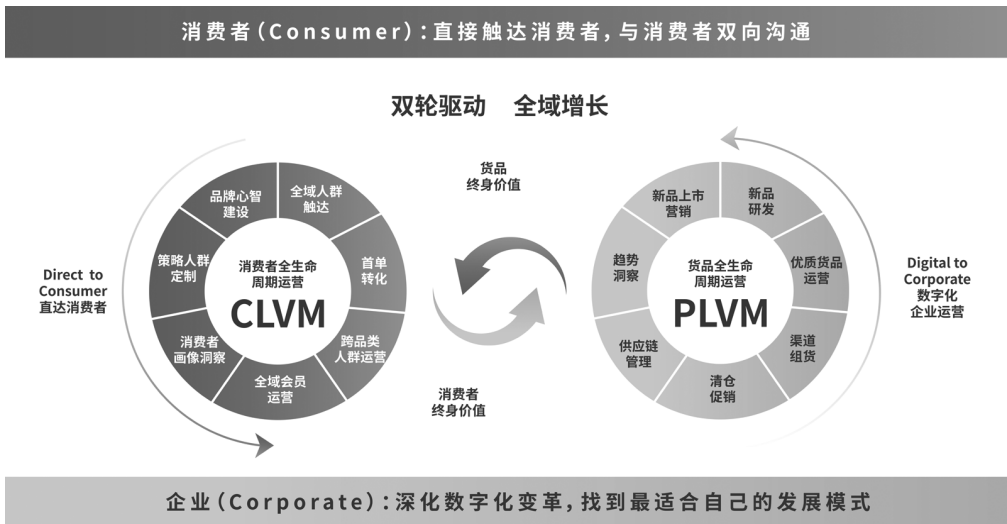 消费者（Consumer）：直接触达消费者，与消费者双向沟通
双轮驱动 全域增长
Direct to
Consumer
直达消费者
品牌心智
建设
全域人群
触达
首单
转化
跨品类
人群运营
全域会员
运营
消费者
画像洞察
策略人群
定制
消费者全生命
周期运营
CLVM
货品
终身价值
消费者
终身价值
新品上市
营销
新品
研发
优质货品
运营
渠道
组货
清仓
促销
供应链
管理
趋势
洞察
货品全生命
周期运营
PLVM
Digital to
Corporate
数字化
企业运营
企业（Corporate）：深化数字化变革，找到最适合自己的发展模式